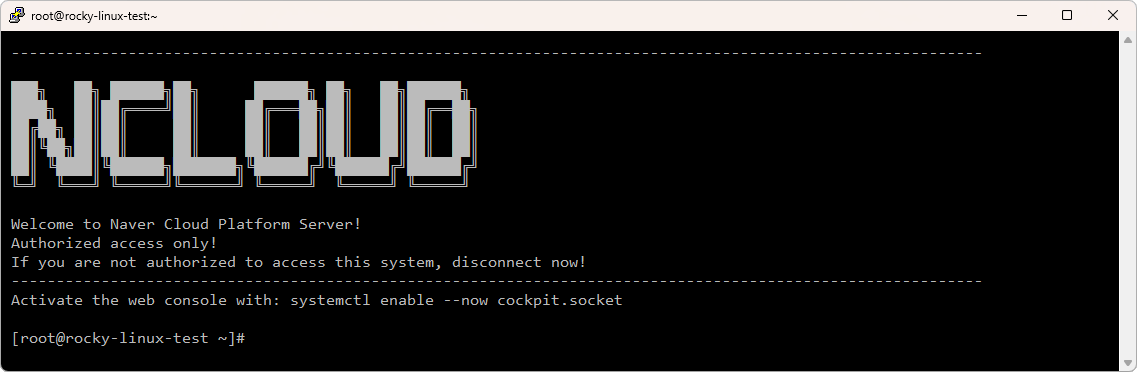 root@rocky-linux-test:~
------------------------------------------------------------------------------------------------------------
NCLOUD
Welcome to Naver Cloud Platform Server!
Authorized access only!
If you are not authorized to access this system, disconnect now!
------------------------------------------------------------------------------------------------------------
Activate the web console with: systemctl enable --now cockpit.socket
[root@rocky-linux-test ~]#